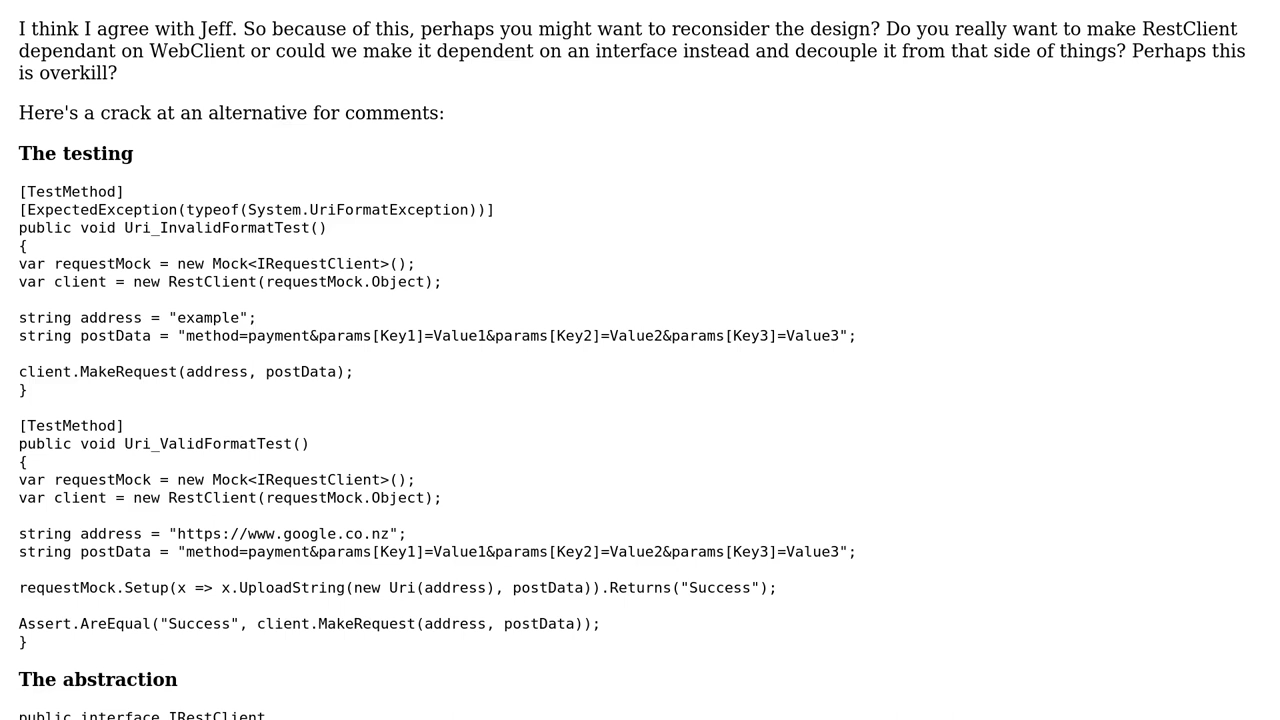 I think I agree with Jeff. So because of this, perhaps you might want to reconsider the design? Do you really want to make RestClient
dependant on WebClient or could we make it dependent on an interface instead and decouple it from that side of things? Perhaps this
is overkill?
Here's a crack at an alternative for comments:
The testing
[TestMethod]
[ExpectedException(typeof(System.UriFormatException))]
public void Uri_InvalidFormatTest()
{
var requestMock = new Mock<IRequestClient>();
var client = new RestClient(requestMock.Object);
string address = "example";
string postData = "method=payment&params[Key1]=Value1&params[Key2]=Value2&params[Key3]=Value3";
client.MakeRequest(address, postData);
}
[TestMethod]
public void Uri_ValidFormatTest()
{
var requestMock = new Mock<IRequestClient>();
var client = new RestClient(requestMock.Object);
string address = "https://www.google.co.nz";
string postData = "method=payment&params[Key1]=Value1&params[Key2]=Value2&params[Key3]=Value3";
requestMock.Setup(x => x.UploadString(new Uri(address), postData)).Returns("Success");
Assert.AreEqual("Success", client.MakeRequest(address, postData));
}
The abstraction
public interface IRestClient